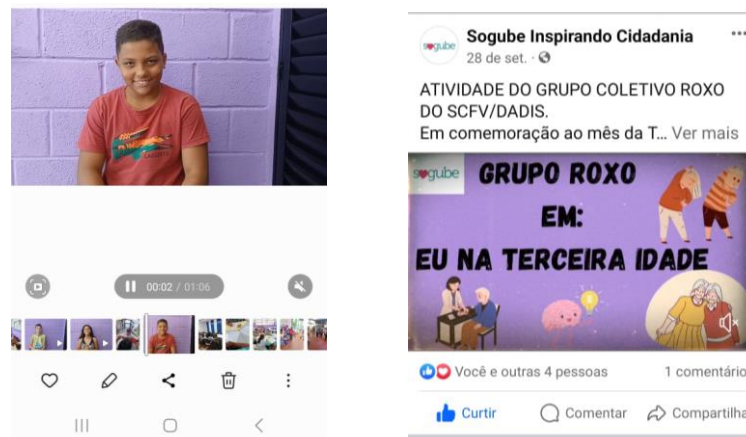 00:02 / 01:06
sogube
Sogube Inspirando Cidadania
28 de set.
ATIVIDADE DO GRUPO COLETIVO ROXO
DO SCFV/DADIS.
Em comemoração ao mês da T... Ver mais
sogube
GRUPO ROXO
EM:
EU NA TERCEIRA IDADE
Você e outras 4 pessoas
1 comentário
Curtir
Comentar
Compartilha